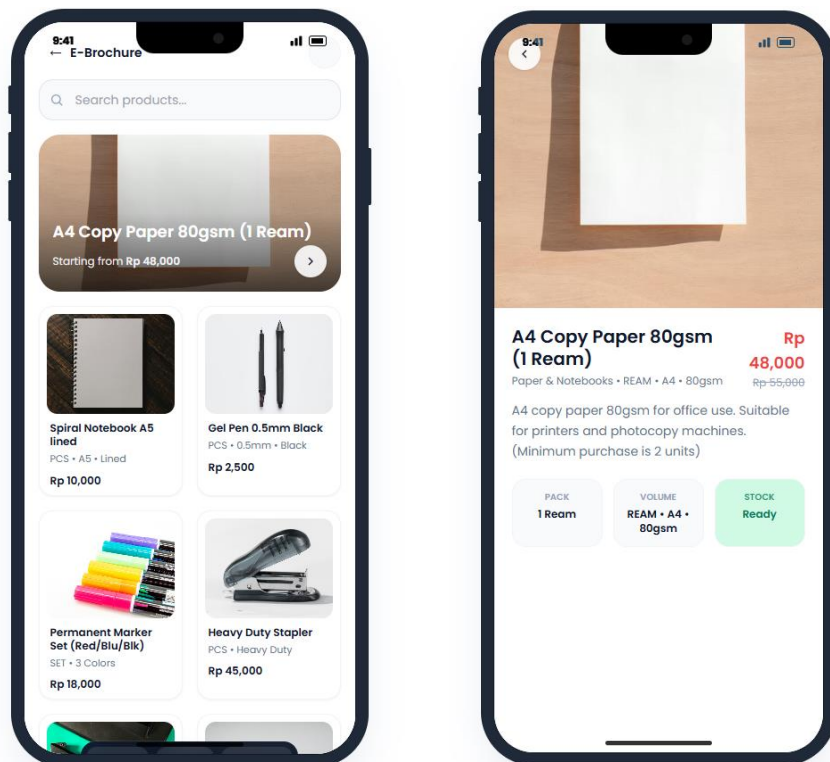 9:41
← E-Brochure
Search products...
A4 Copy Paper 80gsm (1 Ream)
Starting from Rp 48,000
Spiral Notebook A5
lined
PCS • A5 • Lined
Rp 10,000
Gel Pen 0.5mm Black
PCS • 0.5mm • Black
Rp 2,500
Permanent Marker
Set (Red/Blu/Blk)
SET • 3 Colors
Rp 18,000
Heavy Duty Stapler
PCS • Heavy Duty
Rp 45,000
9:41
A4 Copy Paper 80gsm
(1 Ream)
Rp
48,000
Paper & Notebooks • REAM • A4 • 80gsm
Rp 55,000
A4 copy paper 80gsm for office use. Suitable
for printers and photocopy machines.
(Minimum purchase is 2 units)
PACK
1 Ream
VOLUME
REAM • A4 •
80gsm
STOCK
Ready